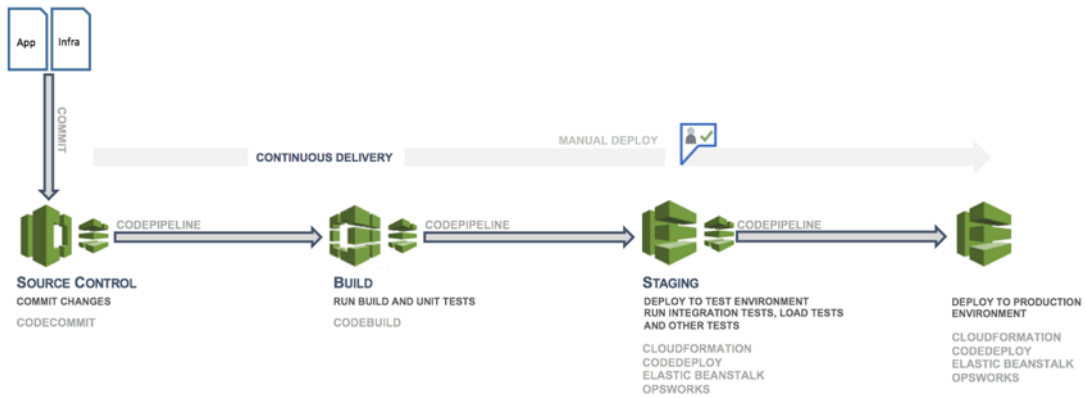 App
Infra
COMMIT
MANUAL DEPLOY
CONTINUOUS DELIVERY
CODEPIPELINE
CODEPIPELINE
CODEPIPELINE
SOURCE CONTROL
COMMIT CHANGES
CODECOMMIT
BUILD
RUN BUILD AND UNIT TESTS
CODEBUILD
STAGING
DEPLOY TO TEST ENVIRONMENT
RUN INTEGRATION TESTS, LOAD TESTS
AND OTHER TESTS
CLOUDFORMATION
CODEDEPLOY
ELASTIC BEANSTALK
OPSWORKS
DEPLOY TO PRODUCTION
ENVIRONMENT
CLOUDFORMATION
CODEDEPLOY
ELASTIC BEANSTALK
OPSWORKS